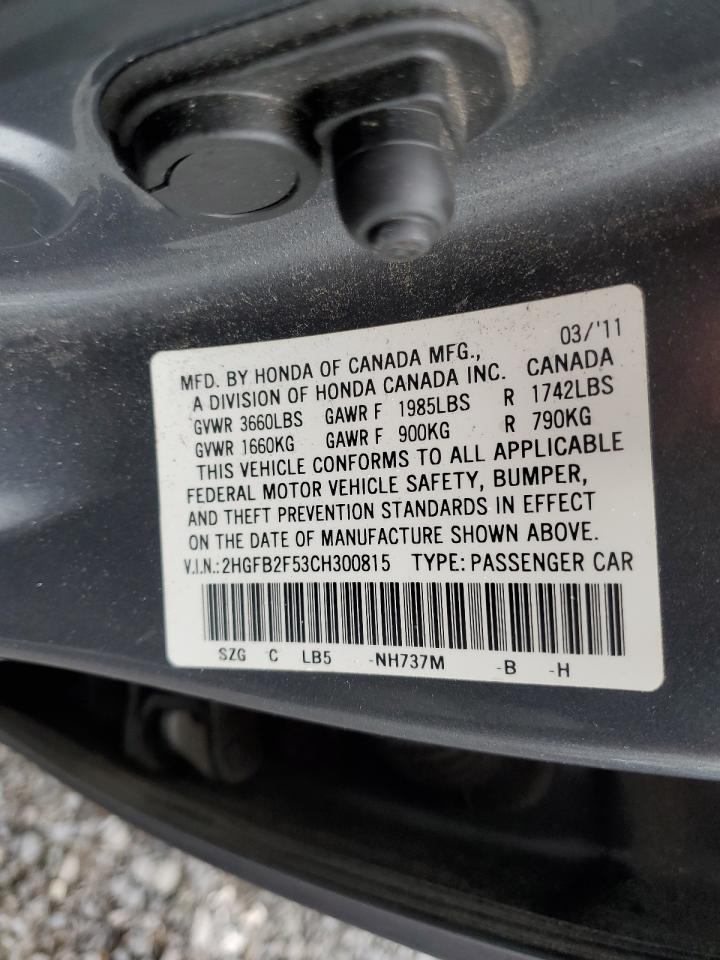 03/'11
MFD. BY HONDA OF CANADA MFG.,
A DIVISION OF HONDA CANADA INC. CANADA
GVWR 3660LBS GAWR F 1985LBS R 1742LBS
GVWR 1660KG GAWR F 900KG R 790KG
THIS VEHICLE CONFORMS TO ALL APPLICABLE
FEDERAL MOTOR VEHICLE SAFETY, BUMPER,
AND THEFT PREVENTION STANDARDS IN EFFECT
ON THE DATE OF MANUFACTURE SHOWN ABOVE.
V.I.N.:2HGFB2F53CH300815 TYPE: PASSENGER CAR
SZG C LB5 -NH737M -B -H